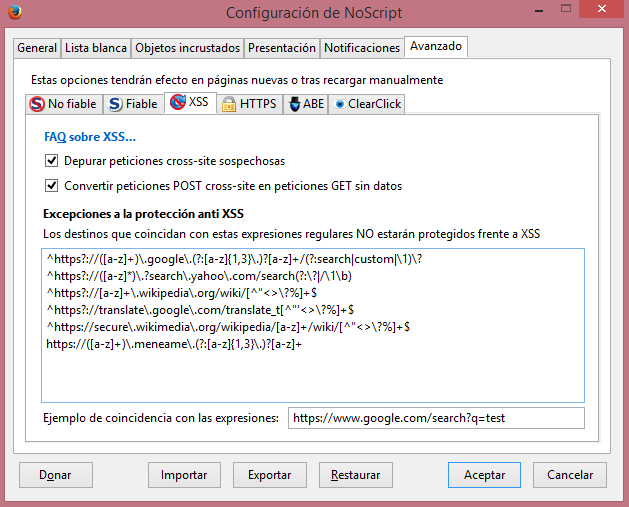 Configuración de NoScript
General
Lista blanca
Objetos incrustados
Presentación
Notificaciones
Avanzado
Estas opciones tendrán efecto en páginas nuevas o tras recargar manualmente
No fiable
Fiable
XSS
HTTPS
ABE
ClearClick
FAQ sobre XSS...
Depurar peticiones cross-site sospechosas
Convertir peticiones POST cross-site en peticiones GET sin datos
Excepciones a la protección anti XSS
Los destinos que coincidan con estas expresiones regulares NO estarán protegidos frente a XSS
^https?://([a-z]+)\.google\.(?:[a-z]{1,3}\.)?[a-z]+/(?:search|custom|\1)\?
^https?://([a-z]*)\.?search\.yahoo\.com/search(?:\?|/\1\b)
^https?://[a-z]+\.wikipedia\.org/wiki/[^"<>\?%]+$
^https?://translate\.google\.com/translate_t[^"'<>\?%]+$
^https://secure\.wikimedia\.org/wikipedia/[a-z]+/wiki/[^"<>\?%]+$
https://([a-z]+)\.meneame\.(?:[a-z]{1,3}\.)?[a-z]+
Ejemplo de coincidencia con las expresiones:
https://www.google.com/search?q=test
Donar
Importar
Exportar
Restaurar
Aceptar
Cancelar